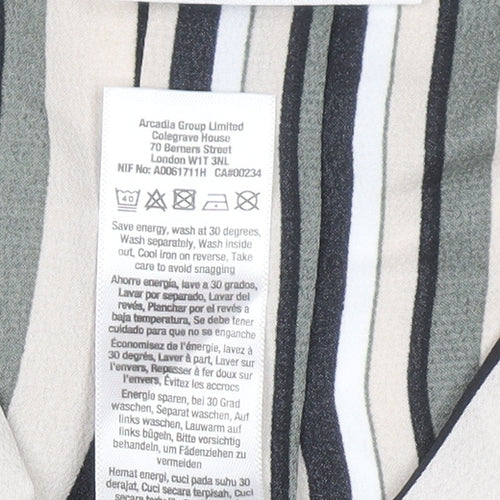 Arcadia Group Limited
Colegrave House
70 Berners Street
London W1T 3NL
NIF No: A0061711H CA#00234
40
Save energy, wash at 30 degrees,
Wash separately, Wash inside
out, Cool iron on reverse, Take
care to avoid snagging
Ahorre energía, lave a 30 grados,
Lavar por separado, Lavar del
revés, Planchar por el revés a
baja temperatura, Se debe tener
cuidado para que no se enganche
Économisez de l'énergie, lavez à
30 degrés, Laver à part, Laver sur
l'envers, Repasser à fer doux sur
l'envers, Évitez les accrocs
Energie sparen, bei 30 Grad
waschen, Separat waschen, Auf
links waschen, Lauwarm auf
links bügeln, Bitte vorsichtig
behandeln, um Fädenziehen zu
vermeiden
Hemat energi, cuci pada suhu 30
derajat, Cuci secara terpisah, Cuci